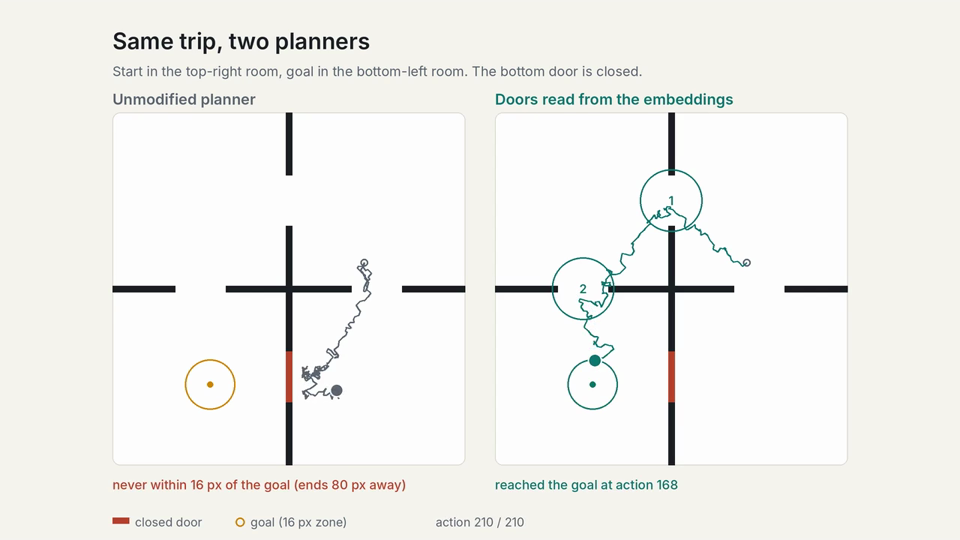 Same trip, two planners
Start in the top-right room, goal in the bottom-left room. The bottom door is closed.
Unmodified planner
Doors read from the embeddings
1
2
never within 16 px of the goal (ends 80 px away)
reached the goal at action 168
closed door
goal (16 px zone)
action 210 / 210